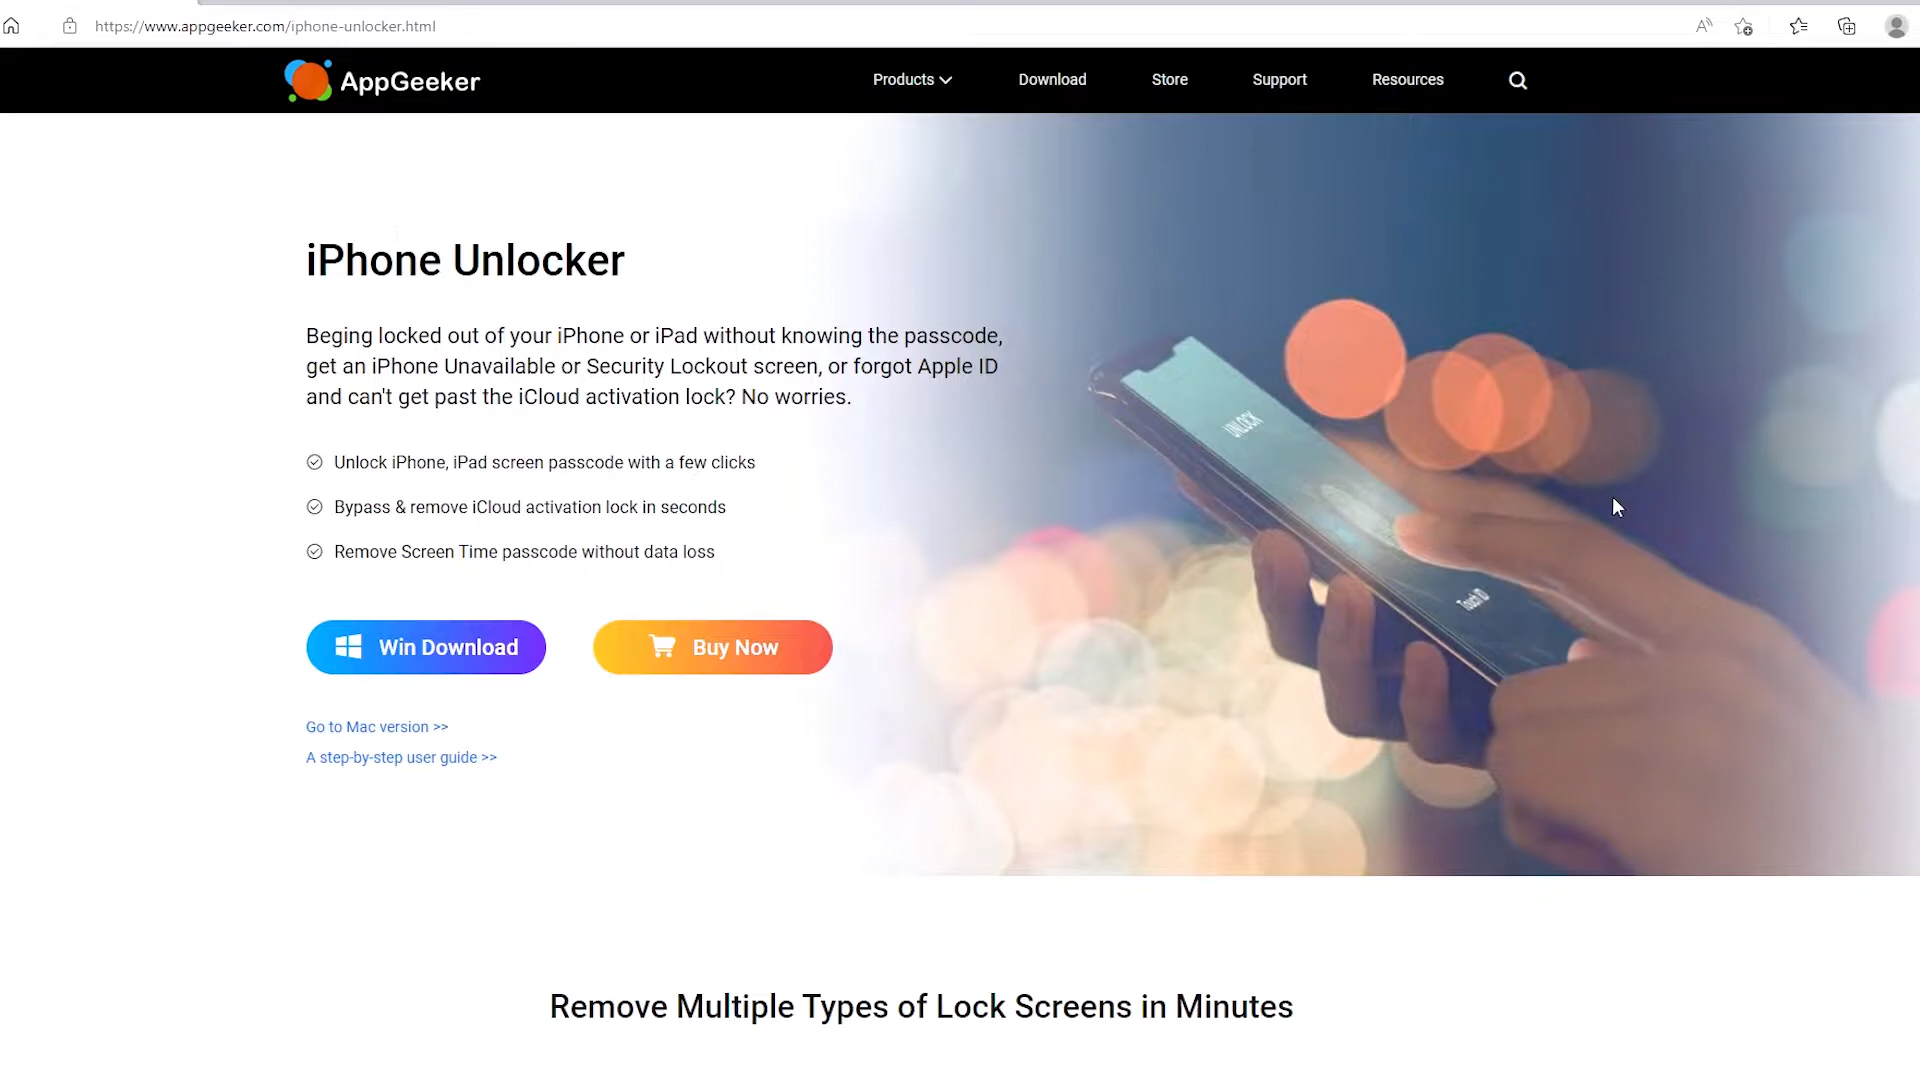 https://www.appgeeker.com/iphone-unlocker.html
AppGeeker
Products
Download
Store
Support
Resources
iPhone Unlocker
Beging locked out of your iPhone or iPad without knowing the passcode,
get an iPhone Unavailable or Security Lockout screen, or forgot Apple ID
and can't get past the iCloud activation lock? No worries.
Unlock iPhone, iPad screen passcode with a few clicks
Bypass & remove iCloud activation lock in seconds
Remove Screen Time passcode without data loss
UNLOCK
Touch ID
Win Download
Buy Now
Go to Mac version >>
A step-by-step user guide >>
Remove Multiple Types of Lock Screens in Minutes